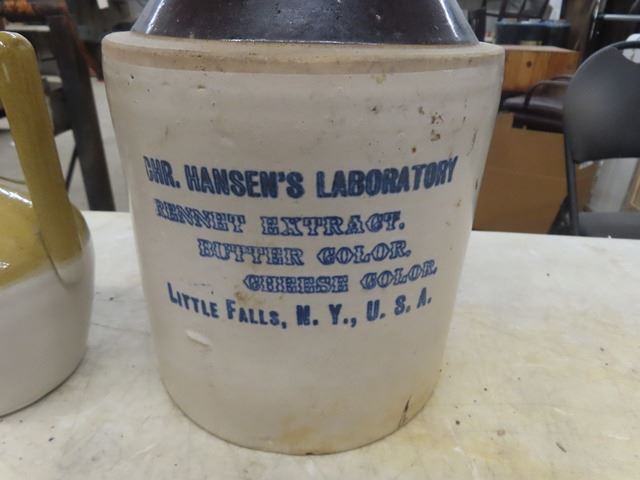 CHR. HANSEN'S LABORATORY
RENNET EXTRACT.
BUTTER COLOR.
CHEESE COLOR.
LITTLE FALLS, N. Y., U. S. A.